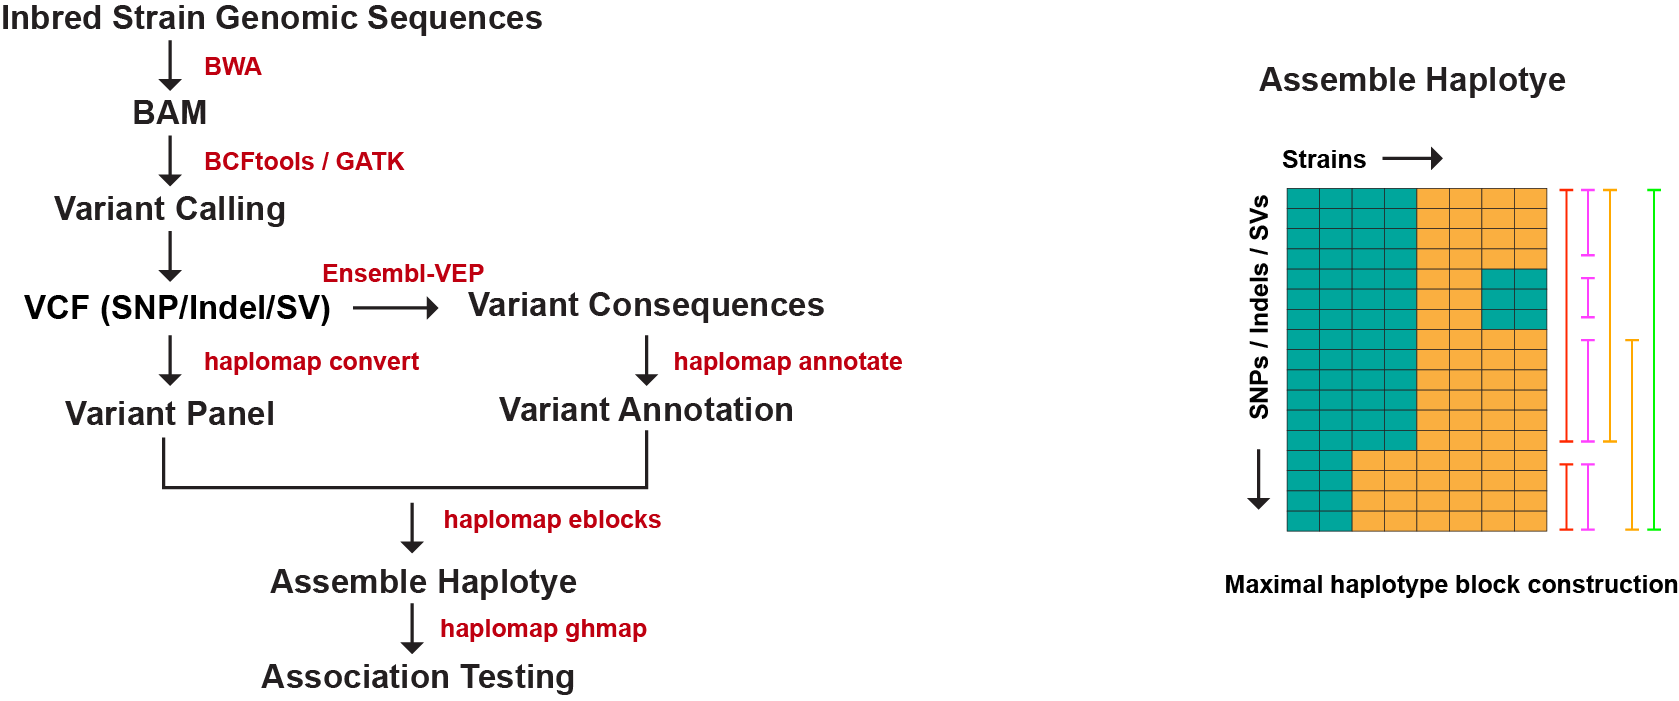 Inbred Strain Genomic Sequences
BWA
BAM
BCFtools / GATK
Variant Calling
Ensembl-VEP
VCF (SNP/Indel/SV)
Variant Consequences
haplomap convert
haplomap annotate
Variant Panel
Variant Annotation
haplomap eblocks
Assemble Haplotye
haplomap ghmap
Association Testing
Assemble Haplotye
Strains
SNPs / Indels / SVs
Maximal haplotype block construction